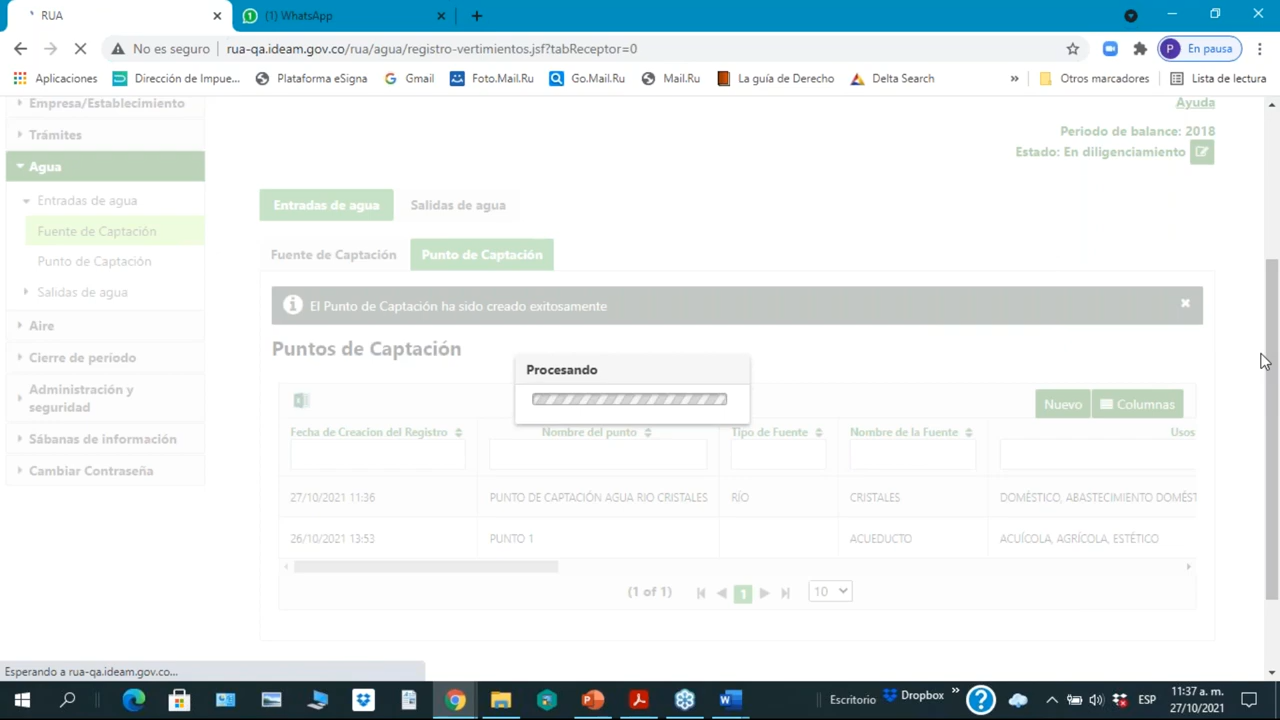 RUA
(1) WhatsApp
No es seguro | rua-qa.ideam.gov.co/rua/agua/registro-vertimientos.jsf?tabReceptor=0
P En pausa
Aplicaciones Dirección de Impue... Plataforma eSigna Gmail Foto.Mail.Ru Go.Mail.Ru Mail.Ru La guía de Derecho Delta Search » Otros marcadores Lista de lectura
Empresa/Establecimiento
Trámites
Agua
Entradas de agua
Fuente de Captación
Punto de Captación
Salidas de agua
Aire
Cierre de período
Administración y
seguridad
Sábanas de información
Cambiar Contraseña
Ayuda
Periodo de balance: 2018
Estado: En diligenciamiento
Entradas de agua Salidas de agua
Fuente de Captación Punto de Captación
El Punto de Captación ha sido creado exitosamente
Puntos de Captación
Procesando
Nuevo Columnas
Fecha de Creacion del Registro Nombre del punto Tipo de Fuente Nombre de la Fuente Usos
27/10/2021 11:36 PUNTO DE CAPTACIÓN AGUA RIO CRISTALES RÍO CRISTALES DOMÉSTICO, ABASTECIMIENTO DOMÉST
26/10/2021 13:53 PUNTO 1 ACUEDUCTO ACUÍCOLA, AGRÍCOLA, ESTÉTICO
(1 of 1) 1 10
Esperando a rua-qa.ideam.gov.co...
Escritorio Dropbox » ESP 11:37 a. m.
27/10/2021